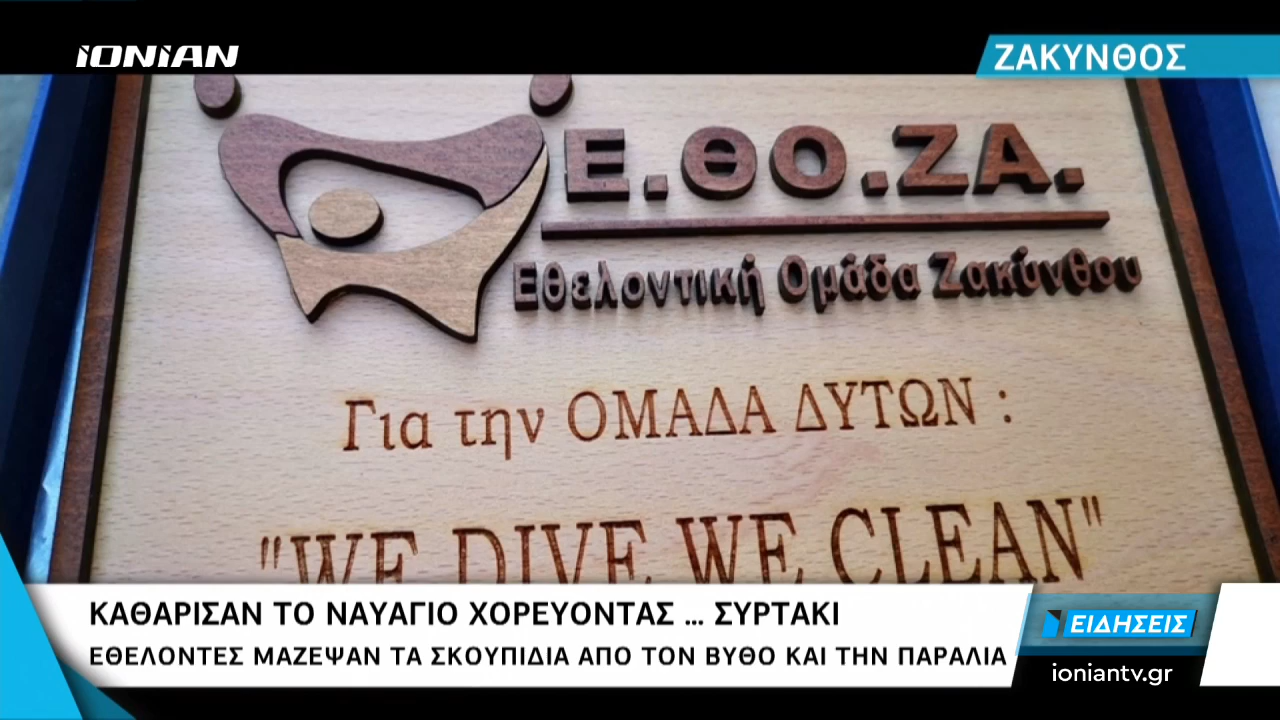 IONIAN
ΖΑΚΥΝΘΟΣ
Ε.ΘΟ.ΖΑ.
Εθελοντική Ομάδα Ζακύνθου
Για την ΟΜΑΔΑ ΔΥΤΩΝ :
"WE DIVE WE CLEAN"
ΚΑΘΑΡΙΣΑΝ ΤΟ ΝΑΥΑΓΙΟ ΧΟΡΕΥΟΝΤΑΣ ... ΣΥΡΤΑΚΙ
ΕΘΕΛΟΝΤΕΣ ΜΑΖΕΨΑΝ ΤΑ ΣΚΟΥΠΙΔΙΑ ΑΠΟ ΤΟΝ ΒΥΘΟ ΚΑΙ ΤΗΝ ΠΑΡΑΛΙΑ
ΕΙΔΗΣΕΙΣ
ioniantv.gr